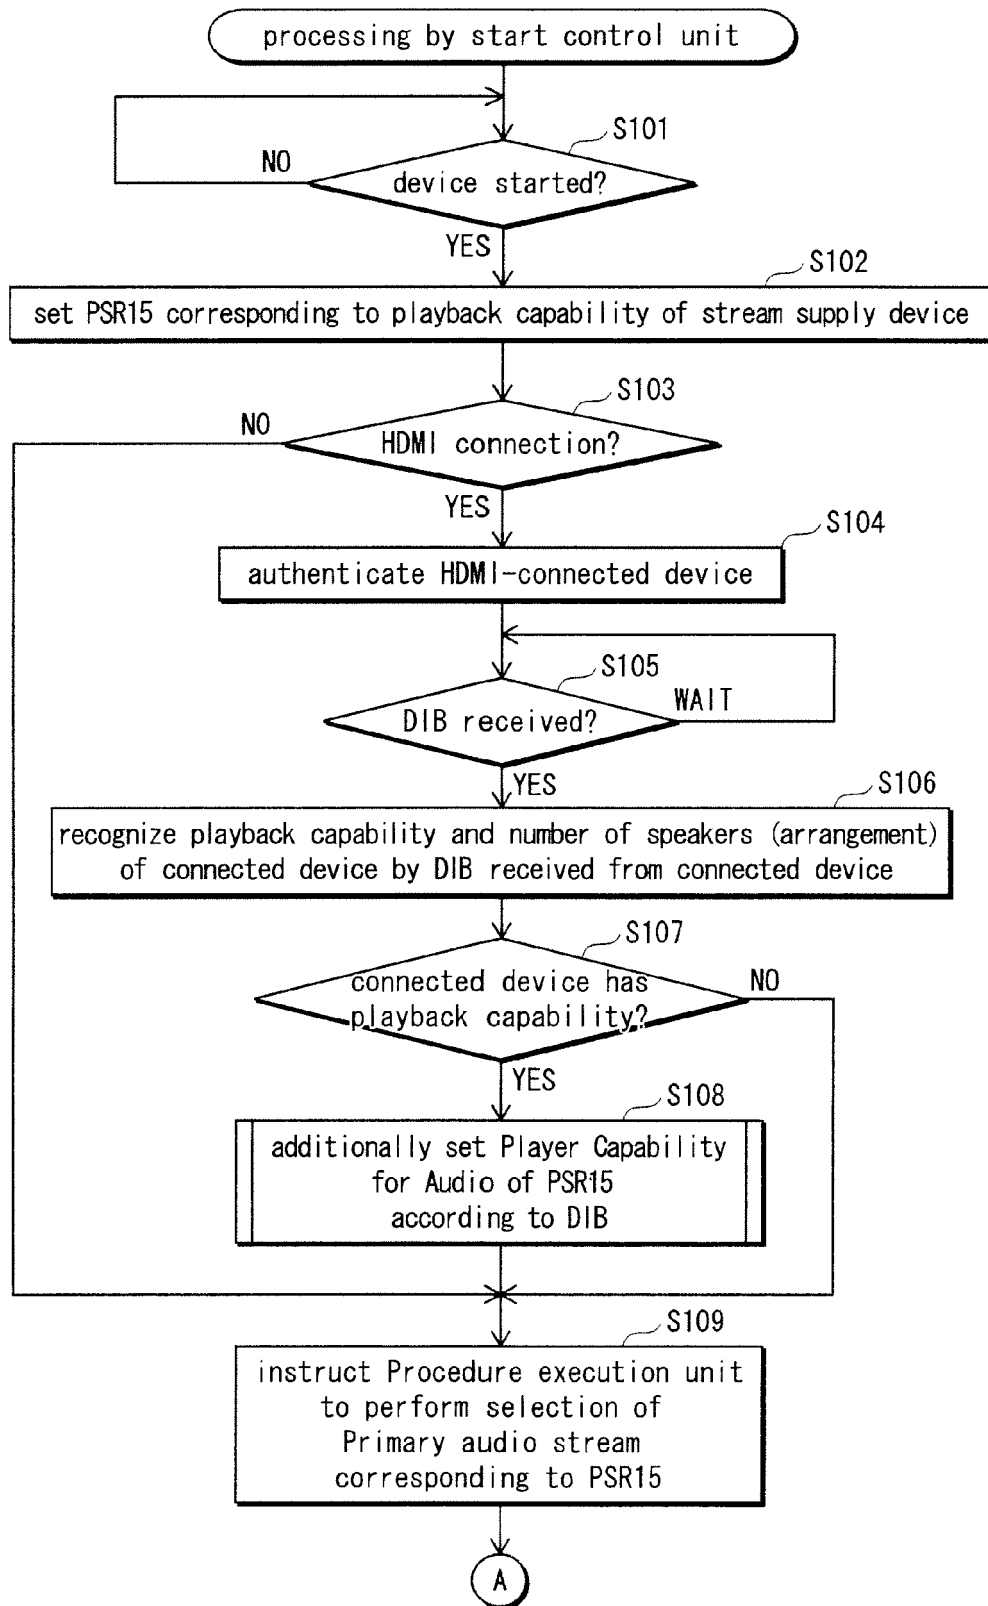 processing by start control unit
S101
NO
device started?
YES
S102
set PSR15 corresponding to playback capability of stream supply device
S103
NO
HDMI connection?
YES
S104
authenticate HDMI-connected device
S105
WAIT
DIB received?
YES
S106
recognize playback capability and number of speakers (arrangement)
of connected device by DIB received from connected device
S107
NO
connected device has
playback capability?
YES
S108
additionally set Player Capability
for Audio of PSR15
according to DIB
S109
instruct Procedure execution unit
to perform selection of
Primary audio stream
corresponding to PSR15
A